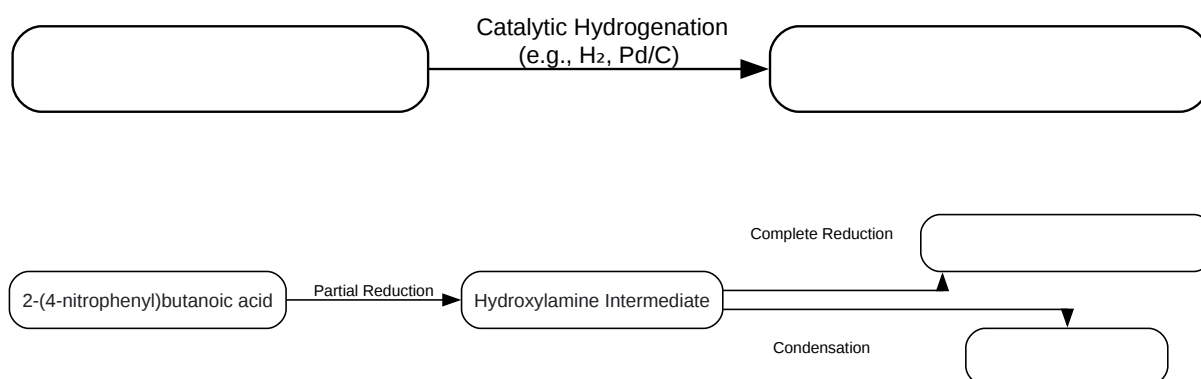 Catalytic Hydrogenation
(e.g., H₂, Pd/C)
Complete Reduction
2-(4-nitrophenyl)butanoic acid
Partial Reduction
Hydroxylamine Intermediate
Condensation